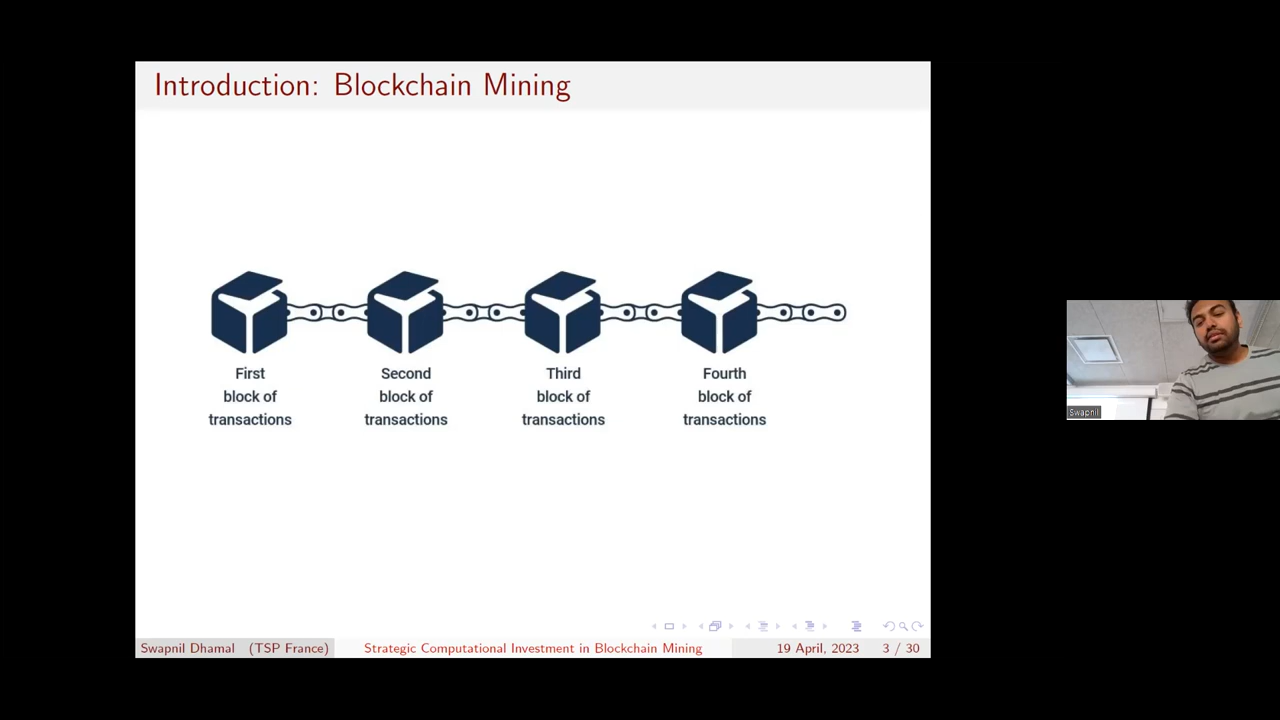 Introduction: Blockchain Mining
First
block of
transactions
Second
block of
transactions
Third
block of
transactions
Fourth
block of
transactions
Swapnil
Swapnil Dhamal (TSP France)
Strategic Computational Investment in Blockchain Mining
19 April, 2023
3 / 30